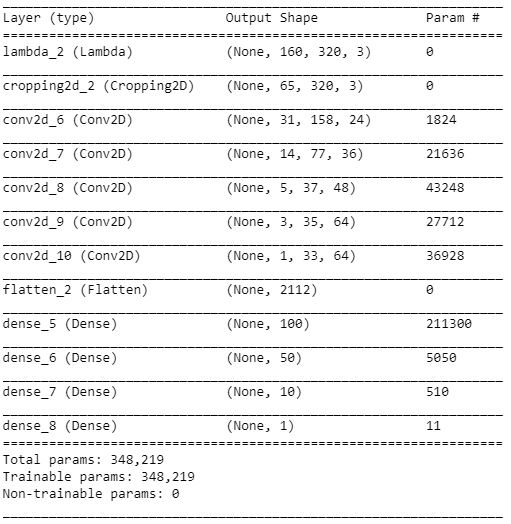 Layer (type) Output Shape Param #
lambda_2 (Lambda) (None, 160, 320, 3) 0
cropping2d_2 (Cropping2D) (None, 65, 320, 3) 0
conv2d_6 (Conv2D) (None, 31, 158, 24) 1824
conv2d_7 (Conv2D) (None, 14, 77, 36) 21636
conv2d_8 (Conv2D) (None, 5, 37, 48) 43248
conv2d_9 (Conv2D) (None, 3, 35, 64) 27712
conv2d_10 (Conv2D) (None, 1, 33, 64) 36928
flatten_2 (Flatten) (None, 2112) 0
dense_5 (Dense) (None, 100) 211300
dense_6 (Dense) (None, 50) 5050
dense_7 (Dense) (None, 10) 510
dense_8 (Dense) (None, 1) 11
Total params: 348,219
Trainable params: 348,219
Non-trainable params: 0